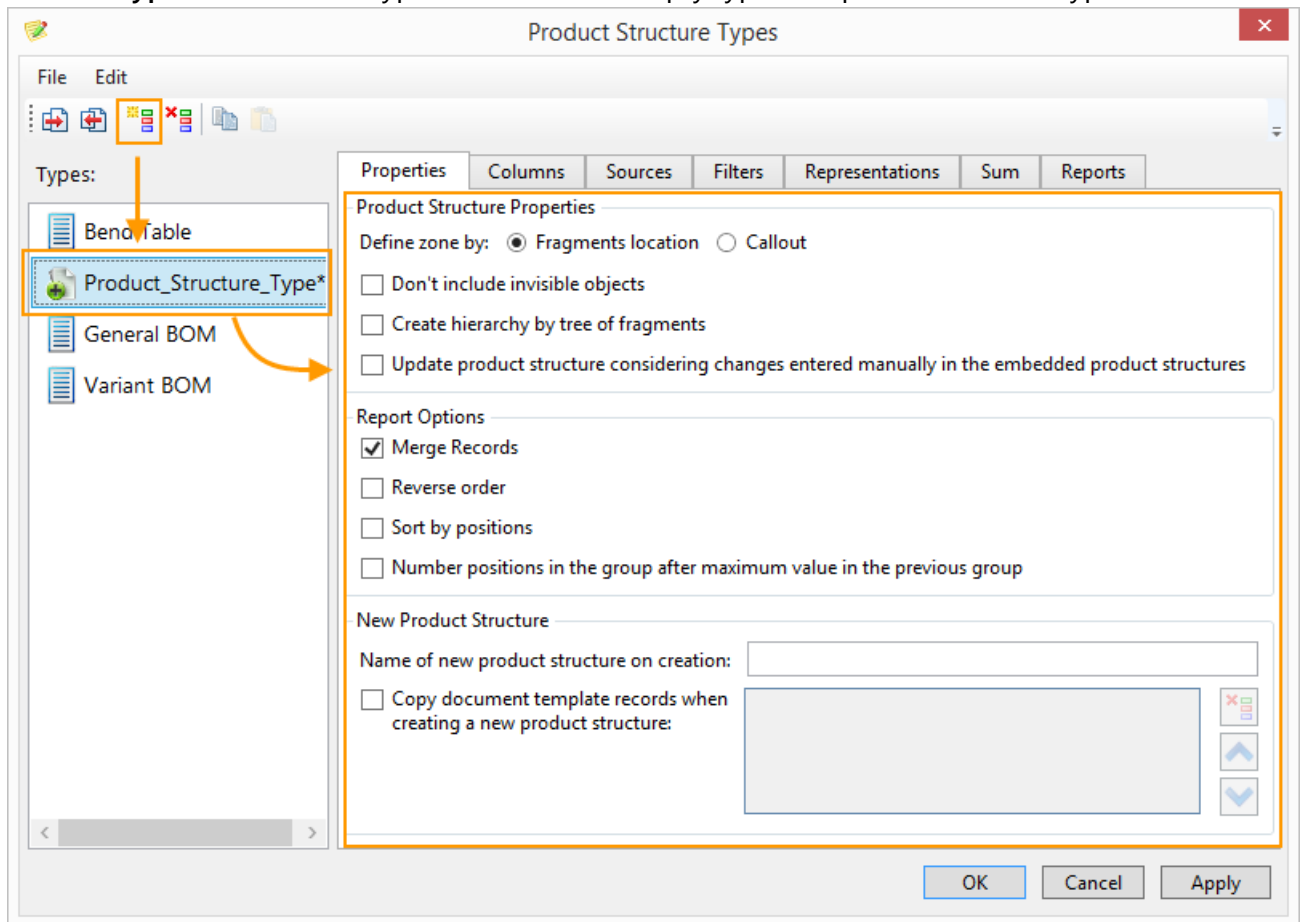 Product Structure Types
File Edit
Types:
Properties Columns Sources Filters Representations Sum Reports
Bend Table
Product_Structure_Type*
General BOM
Variant BOM
Product Structure Properties
Define zone by: Fragments location Callout
Don't include invisible objects
Create hierarchy by tree of fragments
Update product structure considering changes entered manually in the embedded product structures
Report Options
Merge Records
Reverse order
Sort by positions
Number positions in the group after maximum value in the previous group
New Product Structure
Name of new product structure on creation:
Copy document template records when
creating a new product structure:
OK Cancel Apply